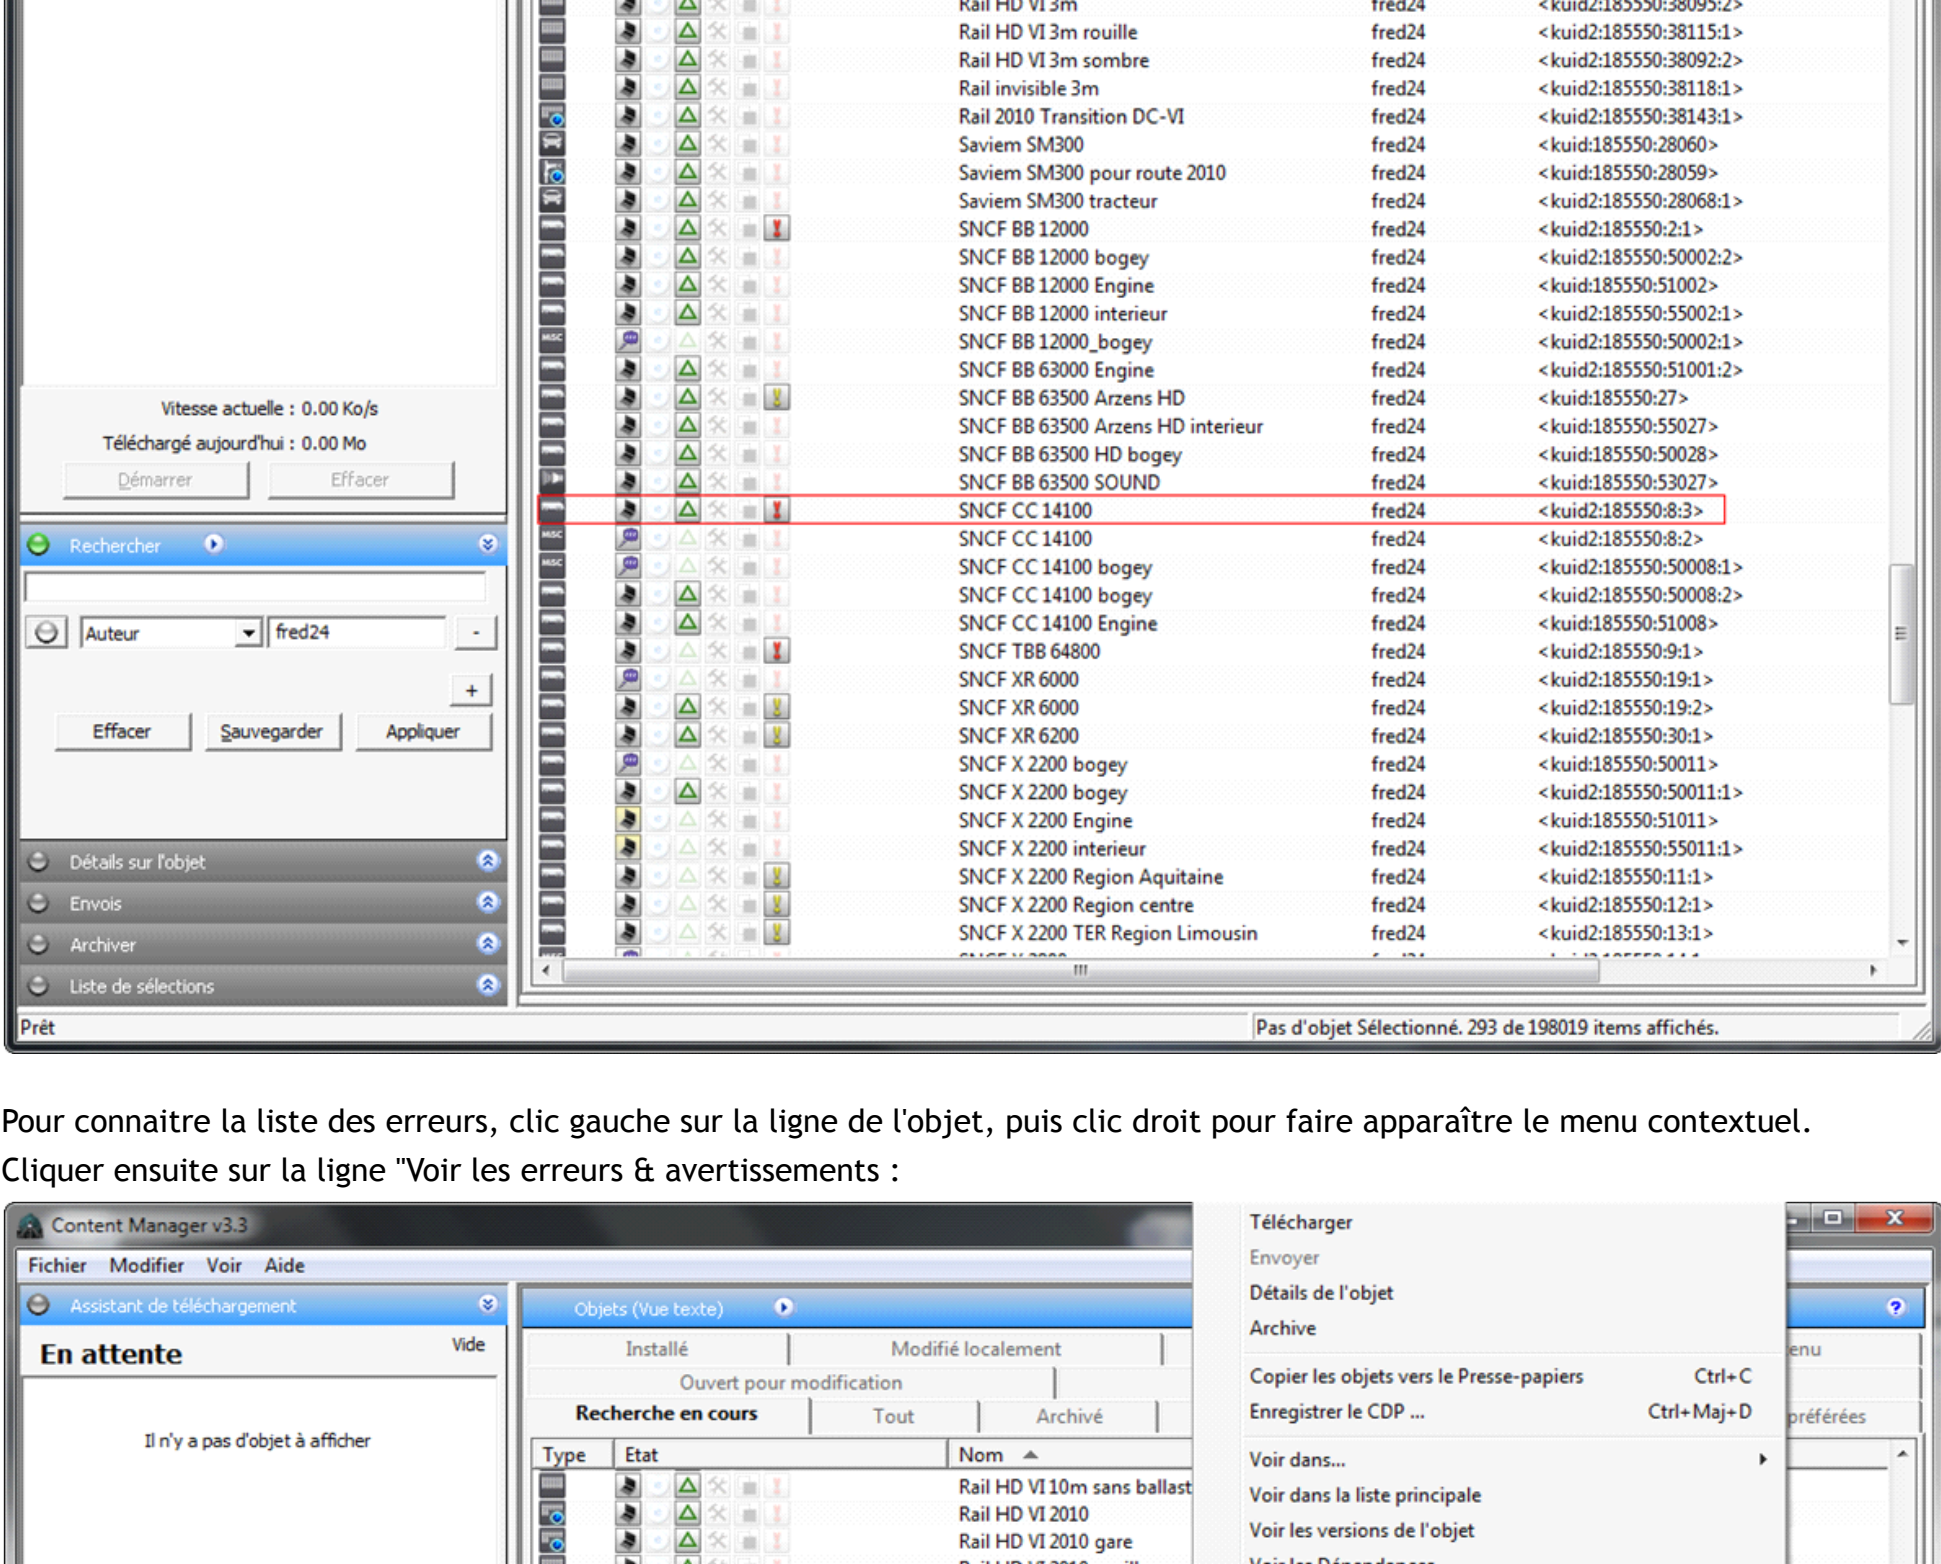 Rail HD VI 3m fred24 <kuid2:185550:38095:2>
Rail HD VI 3m rouille fred24 <kuid2:185550:38115:1>
Rail HD VI 3m sombre fred24 <kuid2:185550:38092:2>
Rail invisible 3m fred24 <kuid2:185550:38118:1>
Rail 2010 Transition DC-VI fred24 <kuid2:185550:38143:1>
Saviem SM300 fred24 <kuid:185550:28060>
Saviem SM300 pour route 2010 fred24 <kuid:185550:28059>
Saviem SM300 tracteur fred24 <kuid2:185550:28068:1>
SNCF BB 12000 fred24 <kuid2:185550:2:1>
SNCF BB 12000 bogey fred24 <kuid2:185550:50002:2>
SNCF BB 12000 Engine fred24 <kuid:185550:51002>
SNCF BB 12000 interieur fred24 <kuid2:185550:55002:1>
MISC SNCF BB 12000_bogey fred24 <kuid2:185550:50002:1>
SNCF BB 63000 Engine fred24 <kuid2:185550:51001:2>
SNCF BB 63500 Arzens HD fred24 <kuid:185550:27>
SNCF BB 63500 Arzens HD interieur fred24 <kuid:185550:55027>
SNCF BB 63500 HD bogey fred24 <kuid:185550:50028>
SNCF BB 63500 SOUND fred24 <kuid:185550:53027>
SNCF CC 14100 fred24 <kuid2:185550:8:3>
MISC SNCF CC 14100 fred24 <kuid2:185550:8:2>
MISC SNCF CC 14100 bogey fred24 <kuid2:185550:50008:1>
SNCF CC 14100 bogey fred24 <kuid2:185550:50008:2>
SNCF CC 14100 Engine fred24 <kuid:185550:51008>
SNCF TBB 64800 fred24 <kuid2:185550:9:1>
SNCF XR 6000 fred24 <kuid2:185550:19:1>
SNCF XR 6000 fred24 <kuid2:185550:19:2>
SNCF XR 6200 fred24 <kuid2:185550:30:1>
SNCF X 2200 bogey fred24 <kuid:185550:50011>
SNCF X 2200 bogey fred24 <kuid2:185550:50011:1>
SNCF X 2200 Engine fred24 <kuid:185550:51011>
SNCF X 2200 interieur fred24 <kuid2:185550:55011:1>
SNCF X 2200 Region Aquitaine fred24 <kuid2:185550:11:1>
SNCF X 2200 Region centre fred24 <kuid2:185550:12:1>
SNCF X 2200 TER Region Limousin fred24 <kuid2:185550:13:1>
Vitesse actuelle : 0.00 Ko/s
Téléchargé aujourd'hui : 0.00 Mo
Démarrer Effacer
Rechercher
Auteur fred24 -
+
Effacer Sauvegarder Appliquer
Détails sur l'objet
Envois
Archiver
Liste de sélections
Prêt Pas d'objet Sélectionné. 293 de 198019 items affichés.
Pour connaitre la liste des erreurs, clic gauche sur la ligne de l'objet, puis clic droit pour faire apparaître le menu contextuel.
Cliquer ensuite sur la ligne "Voir les erreurs & avertissements :
Content Manager v3.3
Fichier Modifier Voir Aide
Assistant de téléchargement
En attente Vide
Il n'y a pas d'objet à afficher
Objets (Vue texte)
Installé Modifié localement enu
Ouvert pour modification
Recherche en cours Tout Archivé préférées
Type Etat Nom
Rail HD VI 10m sans ballast
Rail HD VI 2010
Rail HD VI 2010 gare
Télécharger
Envoyer
Détails de l'objet
Archive
Copier les objets vers le Presse-papiers Ctrl+C
Enregistrer le CDP ... Ctrl+Maj+D
Voir dans...
Voir dans la liste principale
Voir les versions de l'objet
Voir les Dépendances